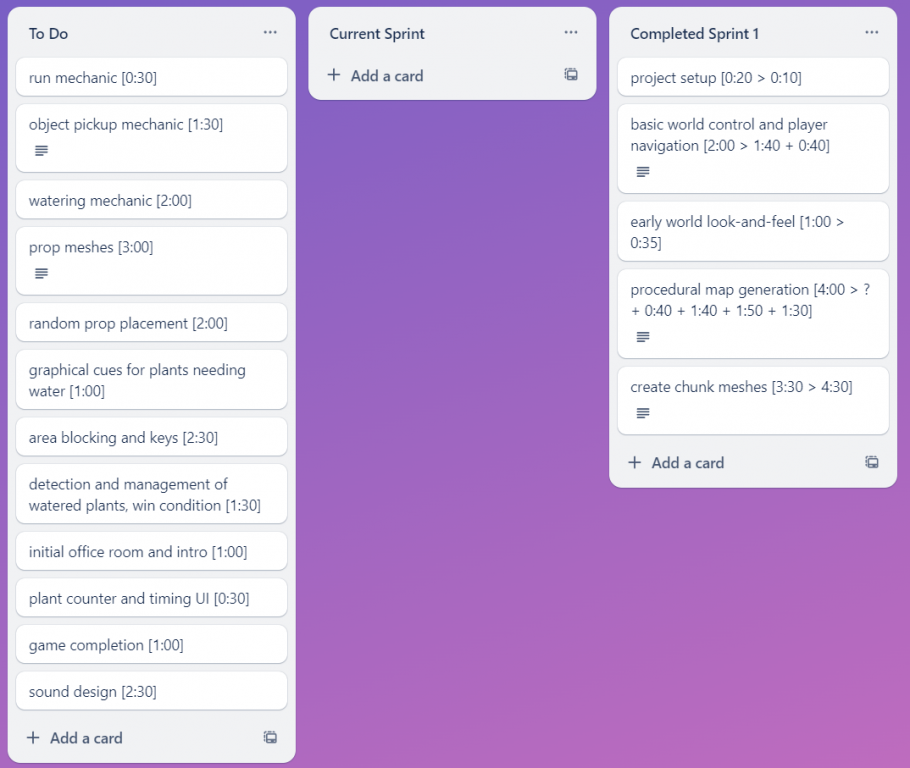 To Do
run mechanic [0:30]
object pickup mechanic [1:30]
watering mechanic [2:00]
prop meshes [3:00]
random prop placement [2:00]
graphical cues for plants needing
water [1:00]
area blocking and keys [2:30]
detection and management of
watered plants, win condition [1:30]
initial office room and intro [1:00]
plant counter and timing UI [0:30]
game completion [1:00]
sound design [2:30]
+ Add a card
Current Sprint
+ Add a card
Completed Sprint 1
project setup [0:20 > 0:10]
basic world control and player
navigation [2:00 > 1:40 + 0:40]
early world look-and-feel [1:00 >
0:35]
procedural map generation [4:00 > ?
+ 0:40 + 1:40 + 1:50 + 1:30]
create chunk meshes [3:30 > 4:30]
+ Add a card